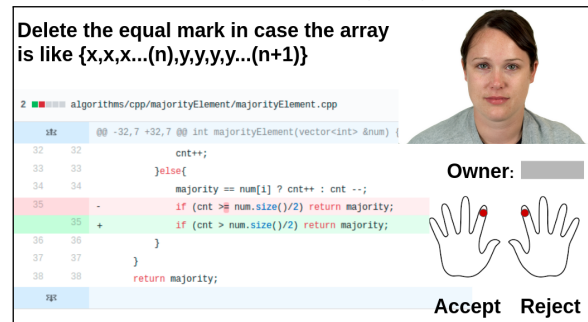 Delete the equal mark in case the array
is like {x,x,x...(n),y,y,y,y...(n+1)}
2 algorithms/cpp/majorityElement/majorityElement.cpp
@@ -32,7 +32,7 @@ int majorityElement(vector<int> &num) {
32 32 cnt++;
33 33 }else{
34 34 majority == num[i] ? cnt++ : cnt --;
35 - if (cnt >= num.size()/2) return majority;
35 + if (cnt > num.size()/2) return majority;
36 36 }
37 37 }
38 38 return majority;
Owner:
Accept Reject